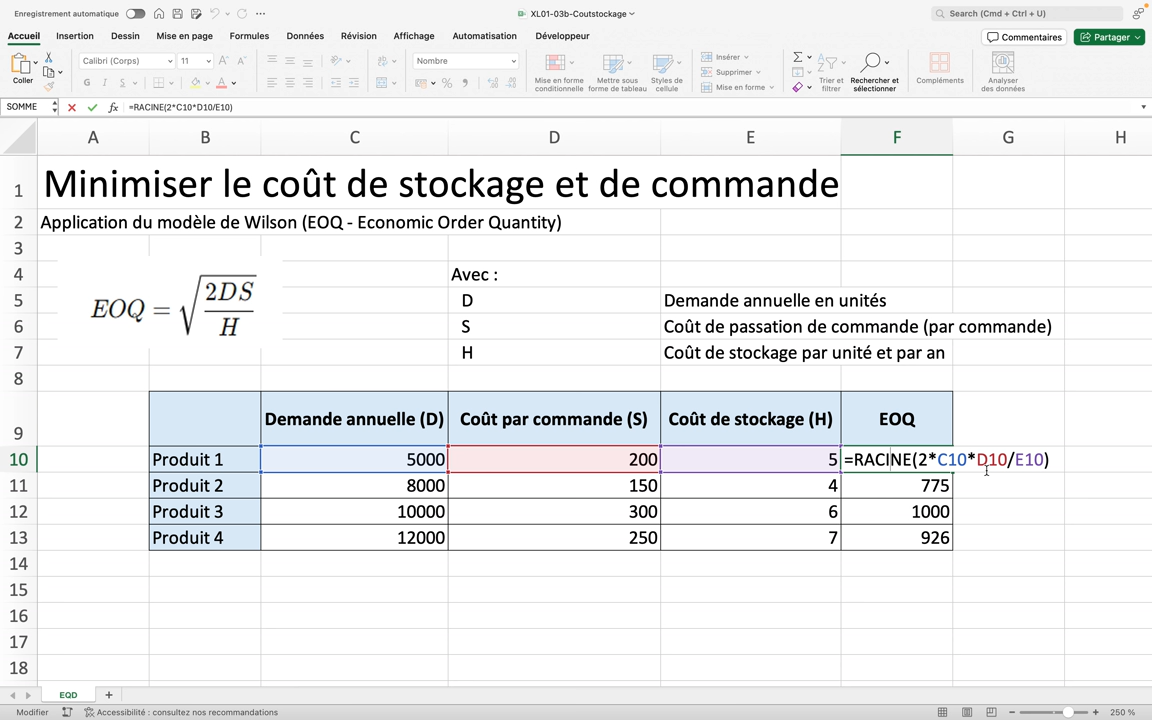 Enregistrement automatique
XL01-03b-Coutstockage
Search (Cmd + Ctrl + U)
Accueil Insertion Dessin Mise en page Formules Données Révision Affichage Automatisation Développeur
Commentaires Partager
Coller
Calibri (Corps) 11
G I S
Nombre
Mise en forme conditionnelle
Mettre sous forme de tableau
Styles de cellule
Insérer
Supprimer
Mise en forme
Trier et filtrer
Rechercher et sélectionner
Compléments
Analyser des données
SOMME fx =RACINE(2*C10*D10/E10)
A B C D E F G H
1 Minimiser le coût de stockage et de commande
2 Application du modèle de Wilson (EOQ - Economic Order Quantity)
3
4 Avec :
5 D Demande annuelle en unités
6 S Coût de passation de commande (par commande)
7 H Coût de stockage par unité et par an
EOQ = √2DS/H
8
9 Demande annuelle (D) Coût par commande (S) Coût de stockage (H) EOQ
10 Produit 1 5000 200 5 =RACINE(2*C10*D10/E10)
11 Produit 2 8000 150 4 775
12 Produit 3 10000 300 6 1000
13 Produit 4 12000 250 7 926
14
15
16
17
18
EQD
Modifier Accessibilité : consultez nos recommandations 250 %